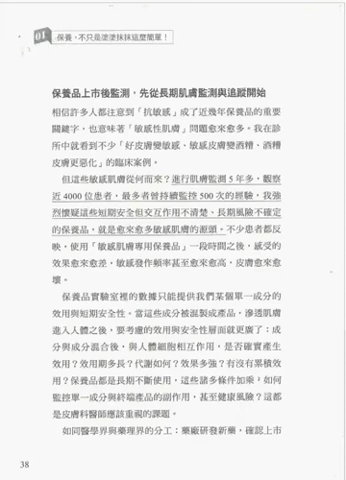 01 保養，不只是塗塗抹抹這麼簡單！
保養品上市後監測，先從長期肌膚監測與追蹤開始
相信許多人都注意到「抗敏感」成了近幾年保養品的重要
關鍵字，也意味著「敏感性肌膚」問題愈來愈多。我在診
所中就看到不少「好皮膚變敏感、敏感皮膚變酒糟、酒糟
皮膚更惡化」的臨床案例。
但這些敏感肌膚從何而來？進行肌膚監測 5 年多，觀察
近 4000 位患者，最多者曾持續監控 500 次的經驗，我強
烈懷疑這些短期安全但交互作用不清楚、長期風險不確定
的保養品，就是愈來愈多敏感肌膚的源頭。不少患者都反
映，使用「敏感肌膚專用保養品」一段時間之後，感受的
效果愈來愈差，敏感發作頻率甚至愈來愈高，皮膚愈來愈
壞。
保養品實驗室裡的數據只能提供我們某個單一成分的
效用與短期安全性。當這些成分被混製成產品，滲透肌膚
進入人體之後，要考慮的效用與安全性層面就更廣了：成
分與成分混合後，與人體細胞相互作用，是否確實產生
效用？效用期多長？代謝如何？效果多強？有沒有累積效
用？保養品都是長期不斷使用，這些諸多條件加乘。如何
監控單一成分與終端產品的副作用，甚至健康風險？這都
是皮膚科醫師應該重視的課題。
如同醫學界與藥理界的分工：藥廠研發新藥，確認上市
38